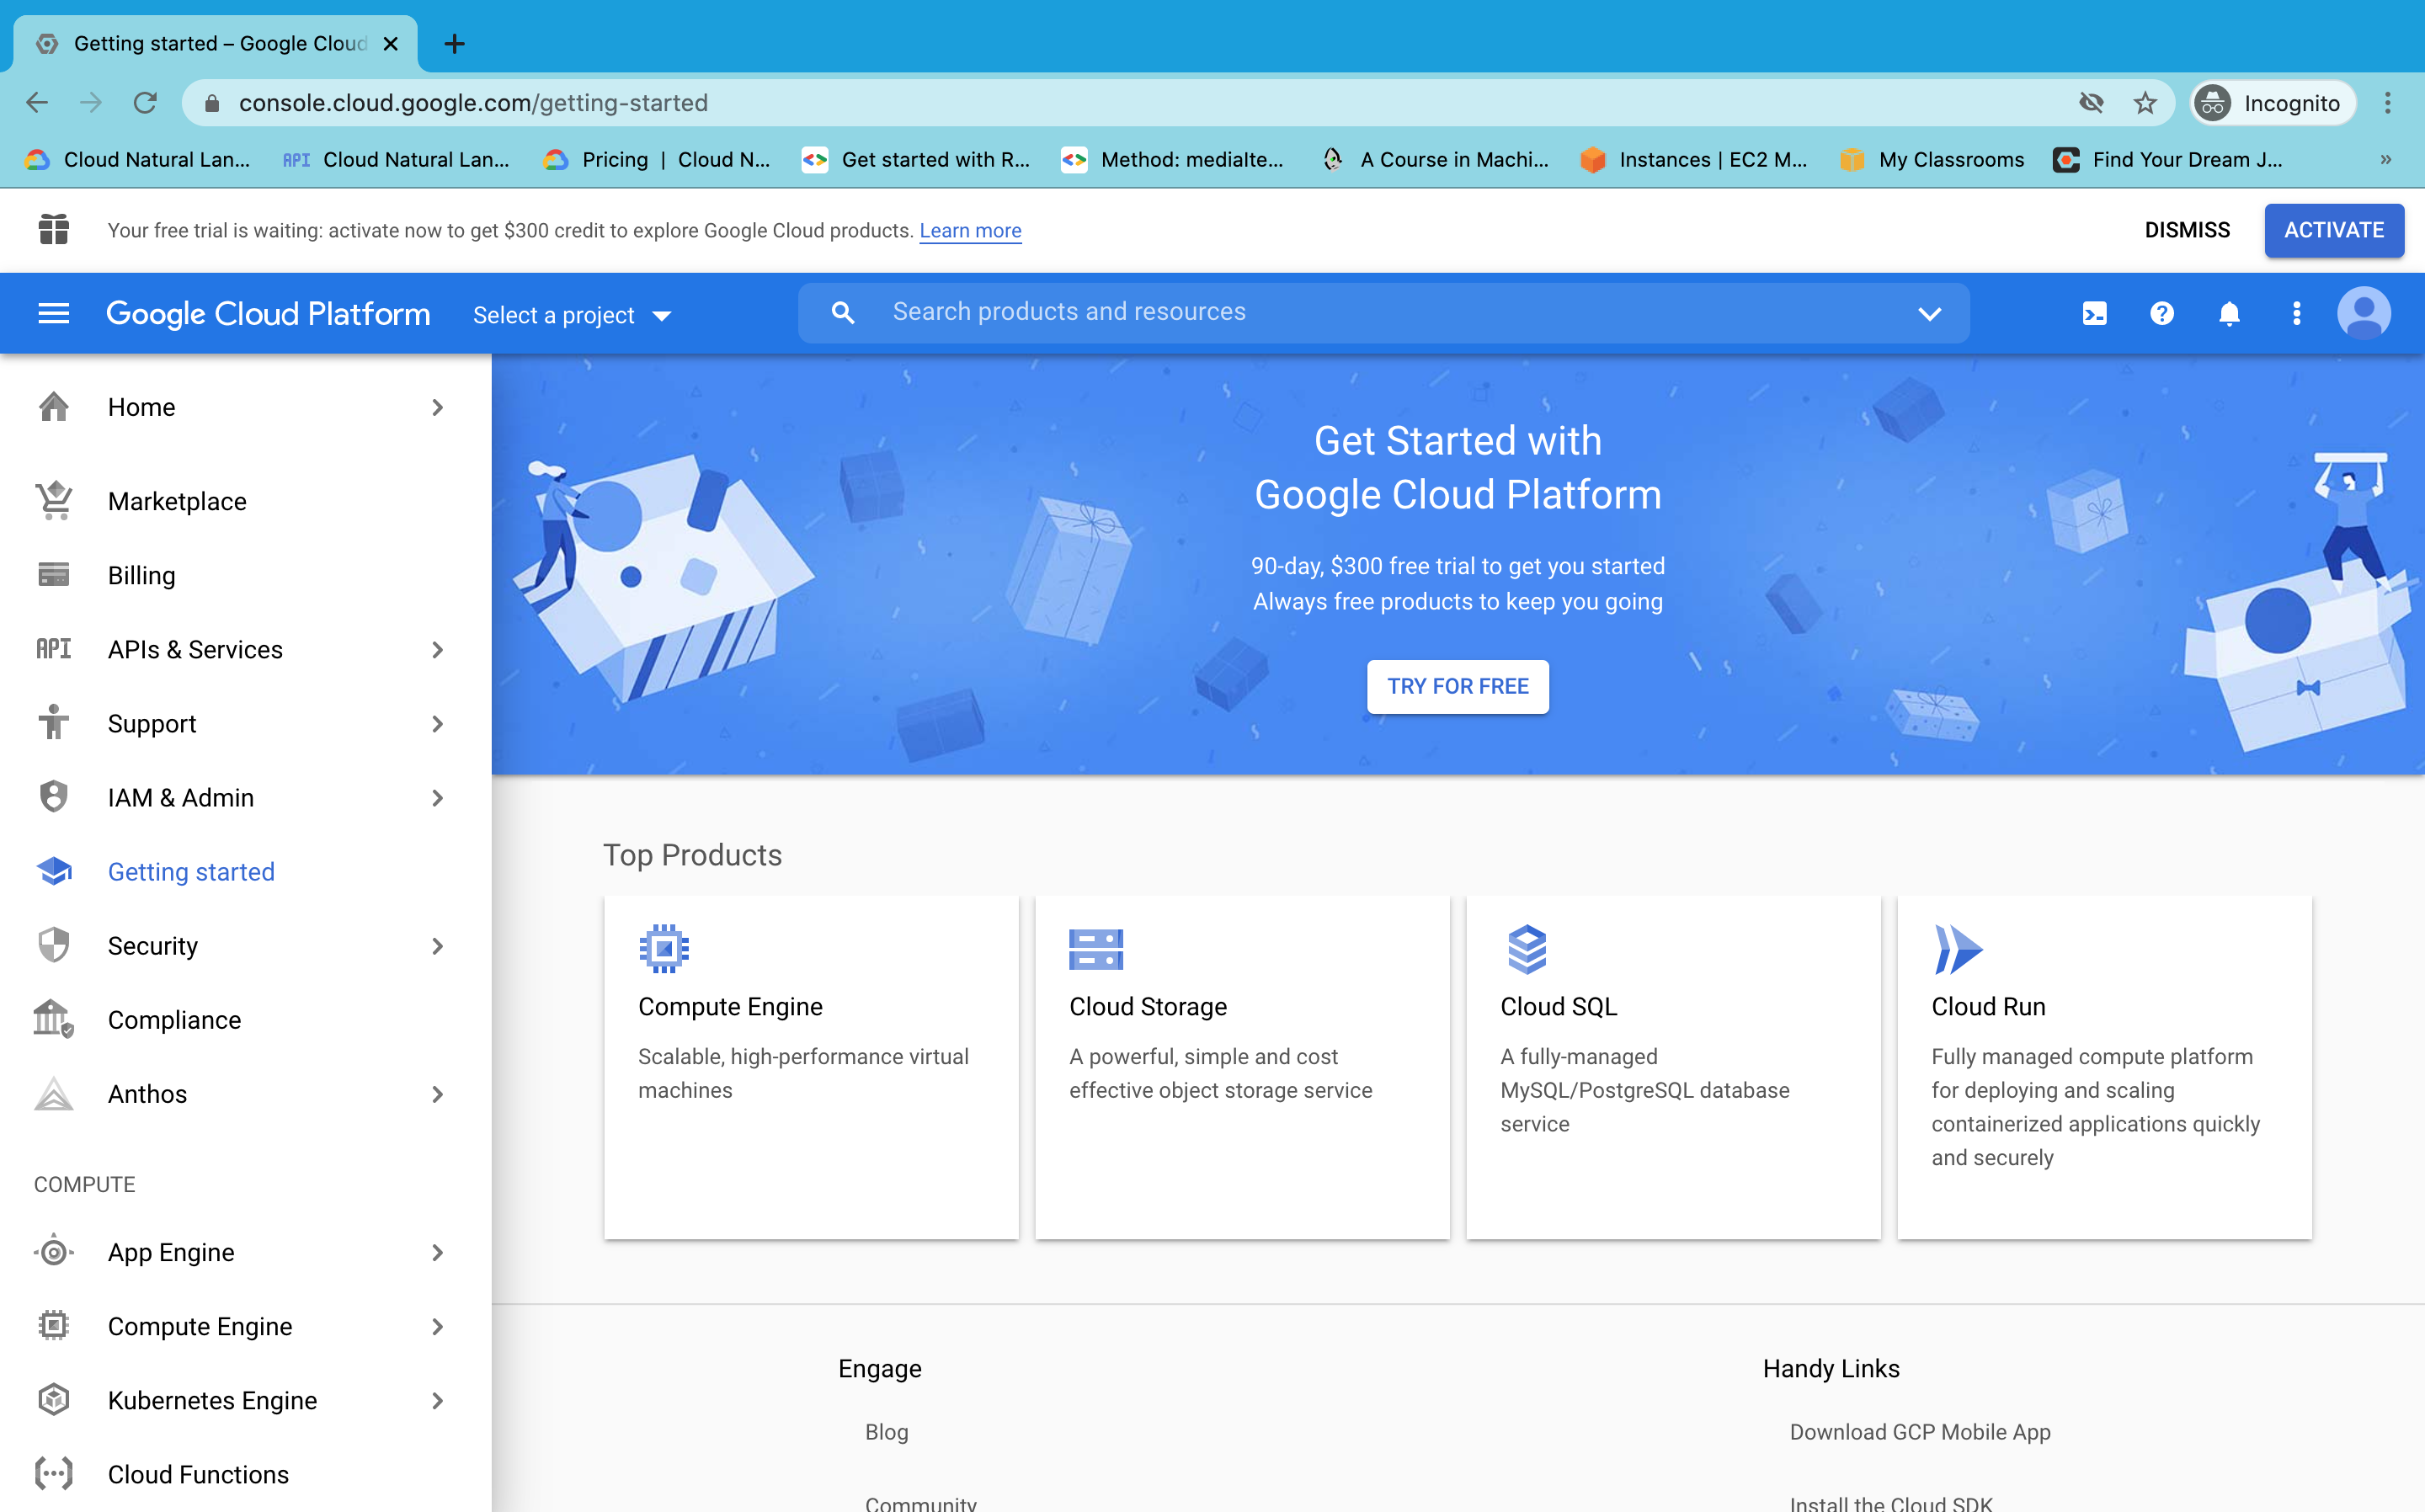 Getting started – Google Cloud
console.cloud.google.com/getting-started
Incognito
Cloud Natural Lan...
API Cloud Natural Lan...
Pricing | Cloud N...
Get started with R...
Method: medialte...
A Course in Machi...
Instances | EC2 M...
My Classrooms
Find Your Dream J...
»
Your free trial is waiting: activate now to get $300 credit to explore Google Cloud products. Learn more
DISMISS
ACTIVATE
Google Cloud Platform
Select a project
Search products and resources
Home
Marketplace
Billing
API APIs & Services
Support
IAM & Admin
Getting started
Security
Compliance
Anthos
COMPUTE
App Engine
Compute Engine
Kubernetes Engine
Cloud Functions
Get Started with
Google Cloud Platform
90-day, $300 free trial to get you started
Always free products to keep you going
TRY FOR FREE
Top Products
Compute Engine
Scalable, high-performance virtual
machines
Cloud Storage
A powerful, simple and cost
effective object storage service
Cloud SQL
A fully-managed
MySQL/PostgreSQL database
service
Cloud Run
Fully managed compute platform
for deploying and scaling
containerized applications quickly
and securely
Engage
Blog
Community
Handy Links
Download GCP Mobile App
Install the Cloud SDK